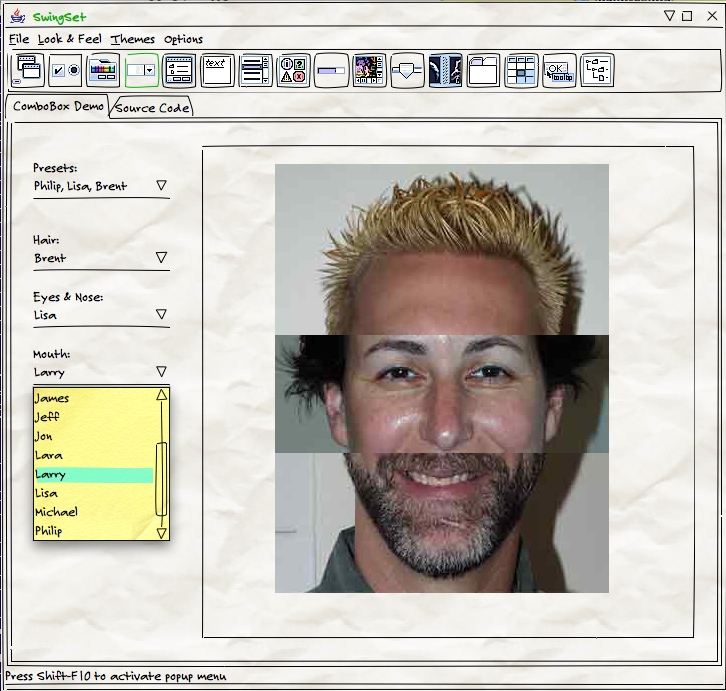 SwingSet
File Look & Feel Themes Options
text
OK
Tooltip
ComboBox Demo Source Code
Presets:
Philip, Lisa, Brent
Hair:
Brent
Eyes & Nose:
Lisa
Mouth:
Larry
James
Jeff
Jon
Lara
Larry
Lisa
Michael
Philip
Press Shift-F10 to activate popup menu